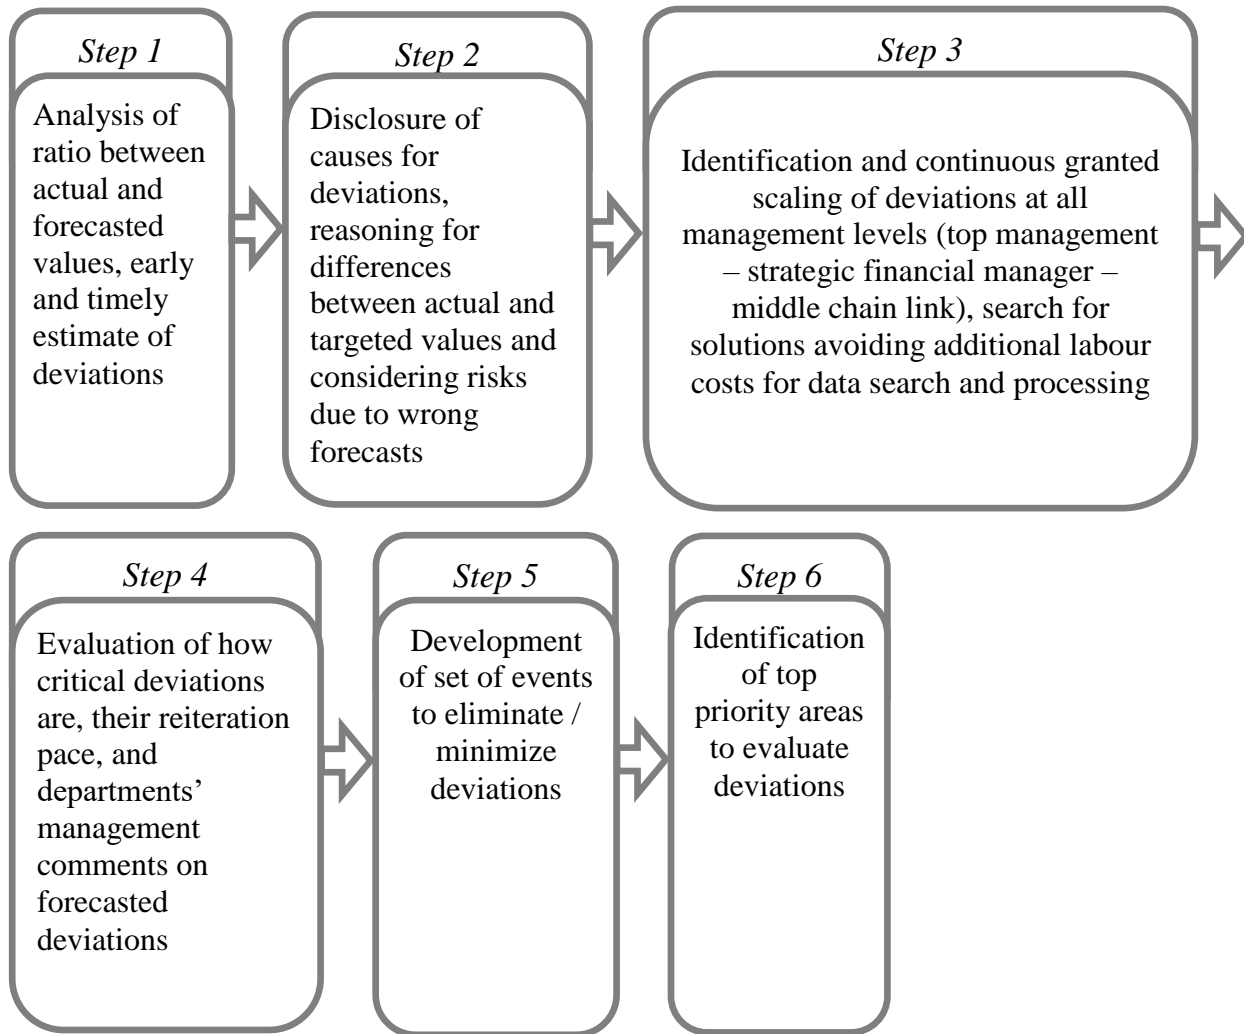 Step 1
Analysis of
ratio between
actual and
forecasted
values, early
and timely
estimate of
deviations
Step 2
Disclosure of
causes for
deviations,
reasoning for
differences
between actual and
targeted values and
considering risks
due to wrong
forecasts
Step 3
Identification and continuous granted
scaling of deviations at all
management levels (top management
– strategic financial manager –
middle chain link), search for
solutions avoiding additional labour
costs for data search and processing
Step 4
Evaluation of how
critical deviations
are, their reiteration
pace, and
departments’
management
comments on
forecasted
deviations
Step 5
Development
of set of events
to eliminate /
minimize
deviations
Step 6
Identification
of top
priority areas
to evaluate
deviations